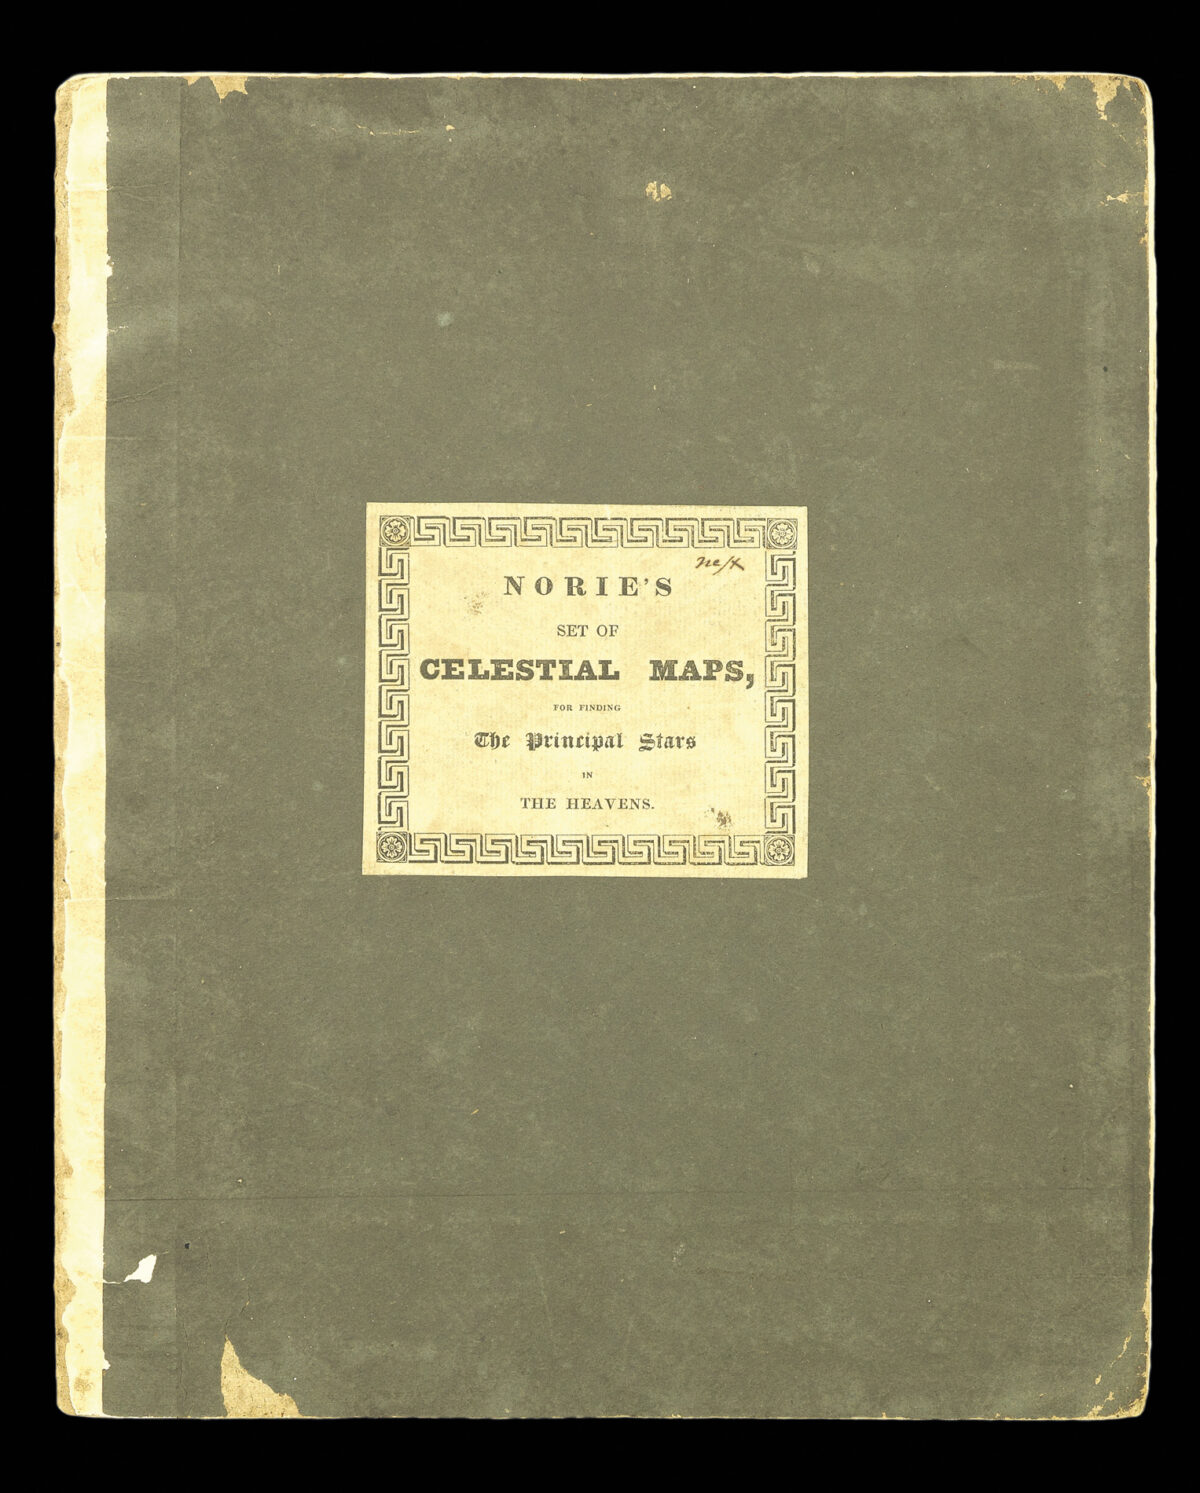 NORIE'S
SET OF
CELESTIAL MAPS,
FOR FINDING
The Principal Stars
IN
THE HEAVENS.